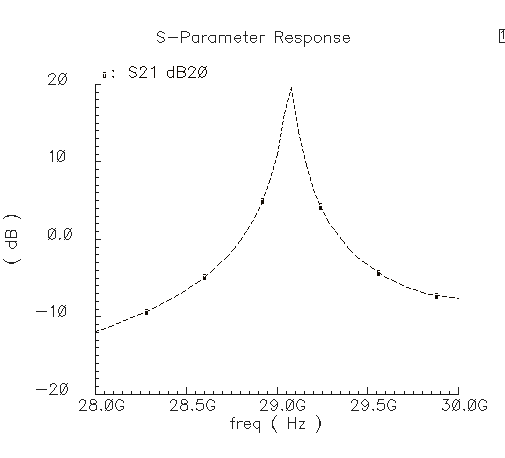 S-Parameter Response
1
: S21 dB20
20
10
0.0
-10
-20
( dB )
28.0G 28.5G 29.0G 29.5G 30.0G
freq ( Hz )